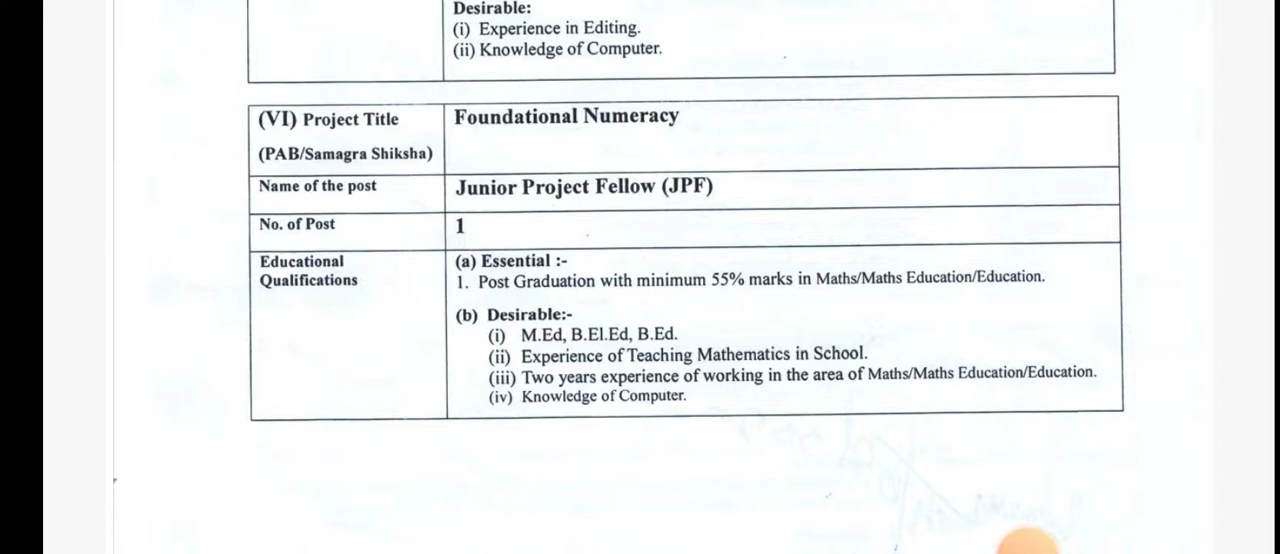 Desirable:
(i) Experience in Editing.
(ii) Knowledge of Computer.
(VI) Project Title
(PAB/Samagra Shiksha)
Foundational Numeracy
Name of the post
Junior Project Fellow (JPF)
No. of Post
1
Educational
Qualifications
(a) Essential :-
1. Post Graduation with minimum 55% marks in Maths/Maths Education/Education.
(b) Desirable:-
(i) M.Ed, B.El.Ed, B.Ed.
(ii) Experience of Teaching Mathematics in School.
(iii) Two years experience of working in the area of Maths/Maths Education/Education.
(iv) Knowledge of Computer.